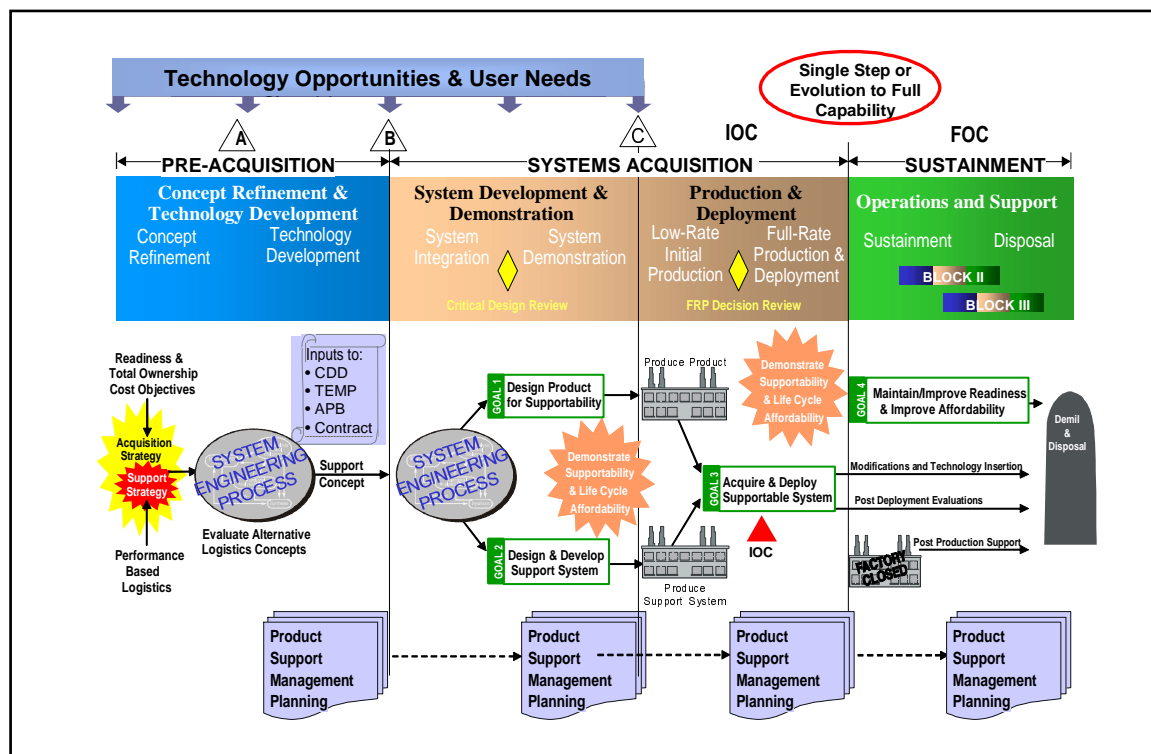 Technology Opportunities & User Needs
Single Step or
Evolution to Full
Capability
A
B
C
IOC
FOC
PRE-ACQUISITION
SYSTEMS ACQUISITION
SUSTAINMENT
Concept Refinement &
Technology Development
Concept
Refinement
Technology
Development
System Development &
Demonstration
System
Integration
System
Demonstration
Critical Design Review
Production &
Deployment
Low-Rate
Initial
Production
Full-Rate
Production &
Deployment
FRP Decision Review
Operations and Support
Sustainment
Disposal
BLOCK II
BLOCK III
Readiness &
Total Ownership
Cost Objectives
Acquisition
Strategy
Support
Strategy
Performance
Based
Logistics
SYSTEM
ENGINEERING
PROCESS
Evaluate Alternative
Logistics Concepts
Inputs to:
• CDD
• TEMP
• APB
• Contract
Support
Concept
SYSTEM
ENGINEERING
PROCESS
GOAL 1
Design Product
for Supportability
GOAL 2
Design & Develop
Support System
Demonstrate
Supportability
& Life Cycle
Affordability
Produce Product
Produce
Support System
Demonstrate
Supportability
& Life Cycle
Affordability
GOAL 3
Acquire & Deploy
Supportable System
IOC
GOAL 4
Maintain/Improve Readiness
& Improve Affordability
Modifications and Technology Insertion
Post Deployment Evaluations
Post Production Support
FACTORY
CLOSED
Demil
&
Disposal
Product
Support
Management
Planning
Product
Support
Management
Planning
Product
Support
Management
Planning
Product
Support
Management
Planning